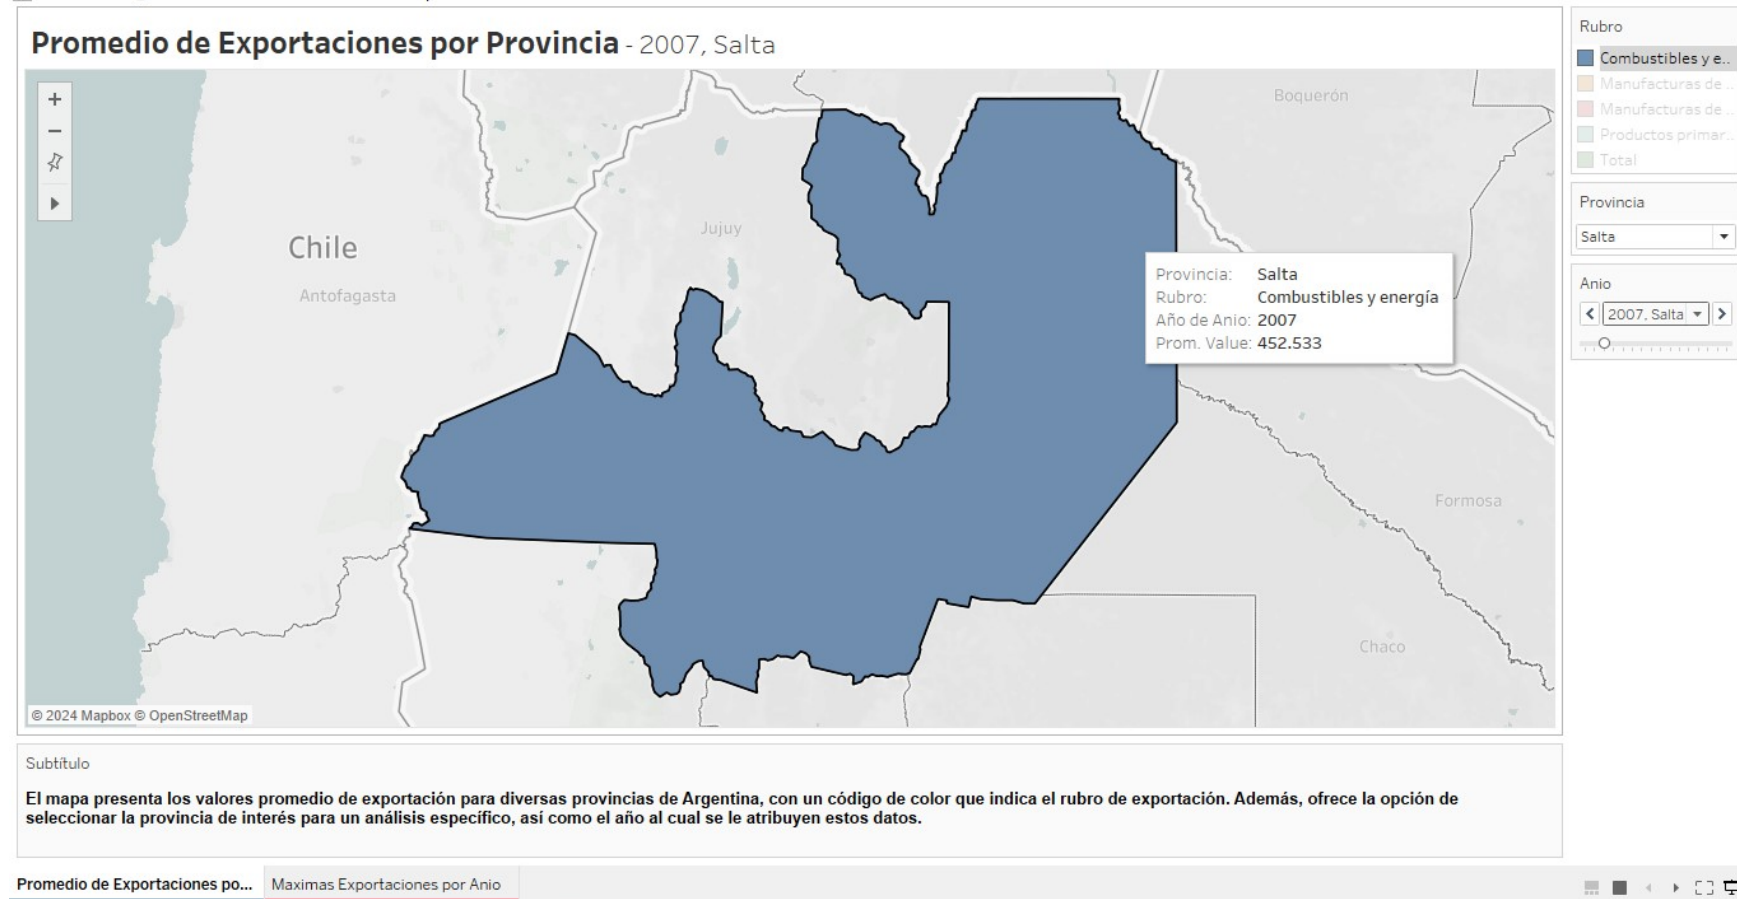 Promedio de Exportaciones por Provincia - 2007, Salta
Chile
Antofagasta
Jujuy
Boquerón
Formosa
Chaco
Provincia: Salta
Rubro: Combustibles y energía
Año de Anio: 2007
Prom. Value: 452.533
© 2024 Mapbox © OpenStreetMap
Rubro
Combustibles y e..
Manufacturas de ..
Manufacturas de ..
Productos primar..
Total
Provincia
Salta
Anio
2007, Salta
Subtítulo
El mapa presenta los valores promedio de exportación para diversas provincias de Argentina, con un código de color que indica el rubro de exportación. Además, ofrece la opción de
seleccionar la provincia de interés para un análisis específico, así como el año al cual se le atribuyen estos datos.
Promedio de Exportaciones po...
Maximas Exportaciones por Anio